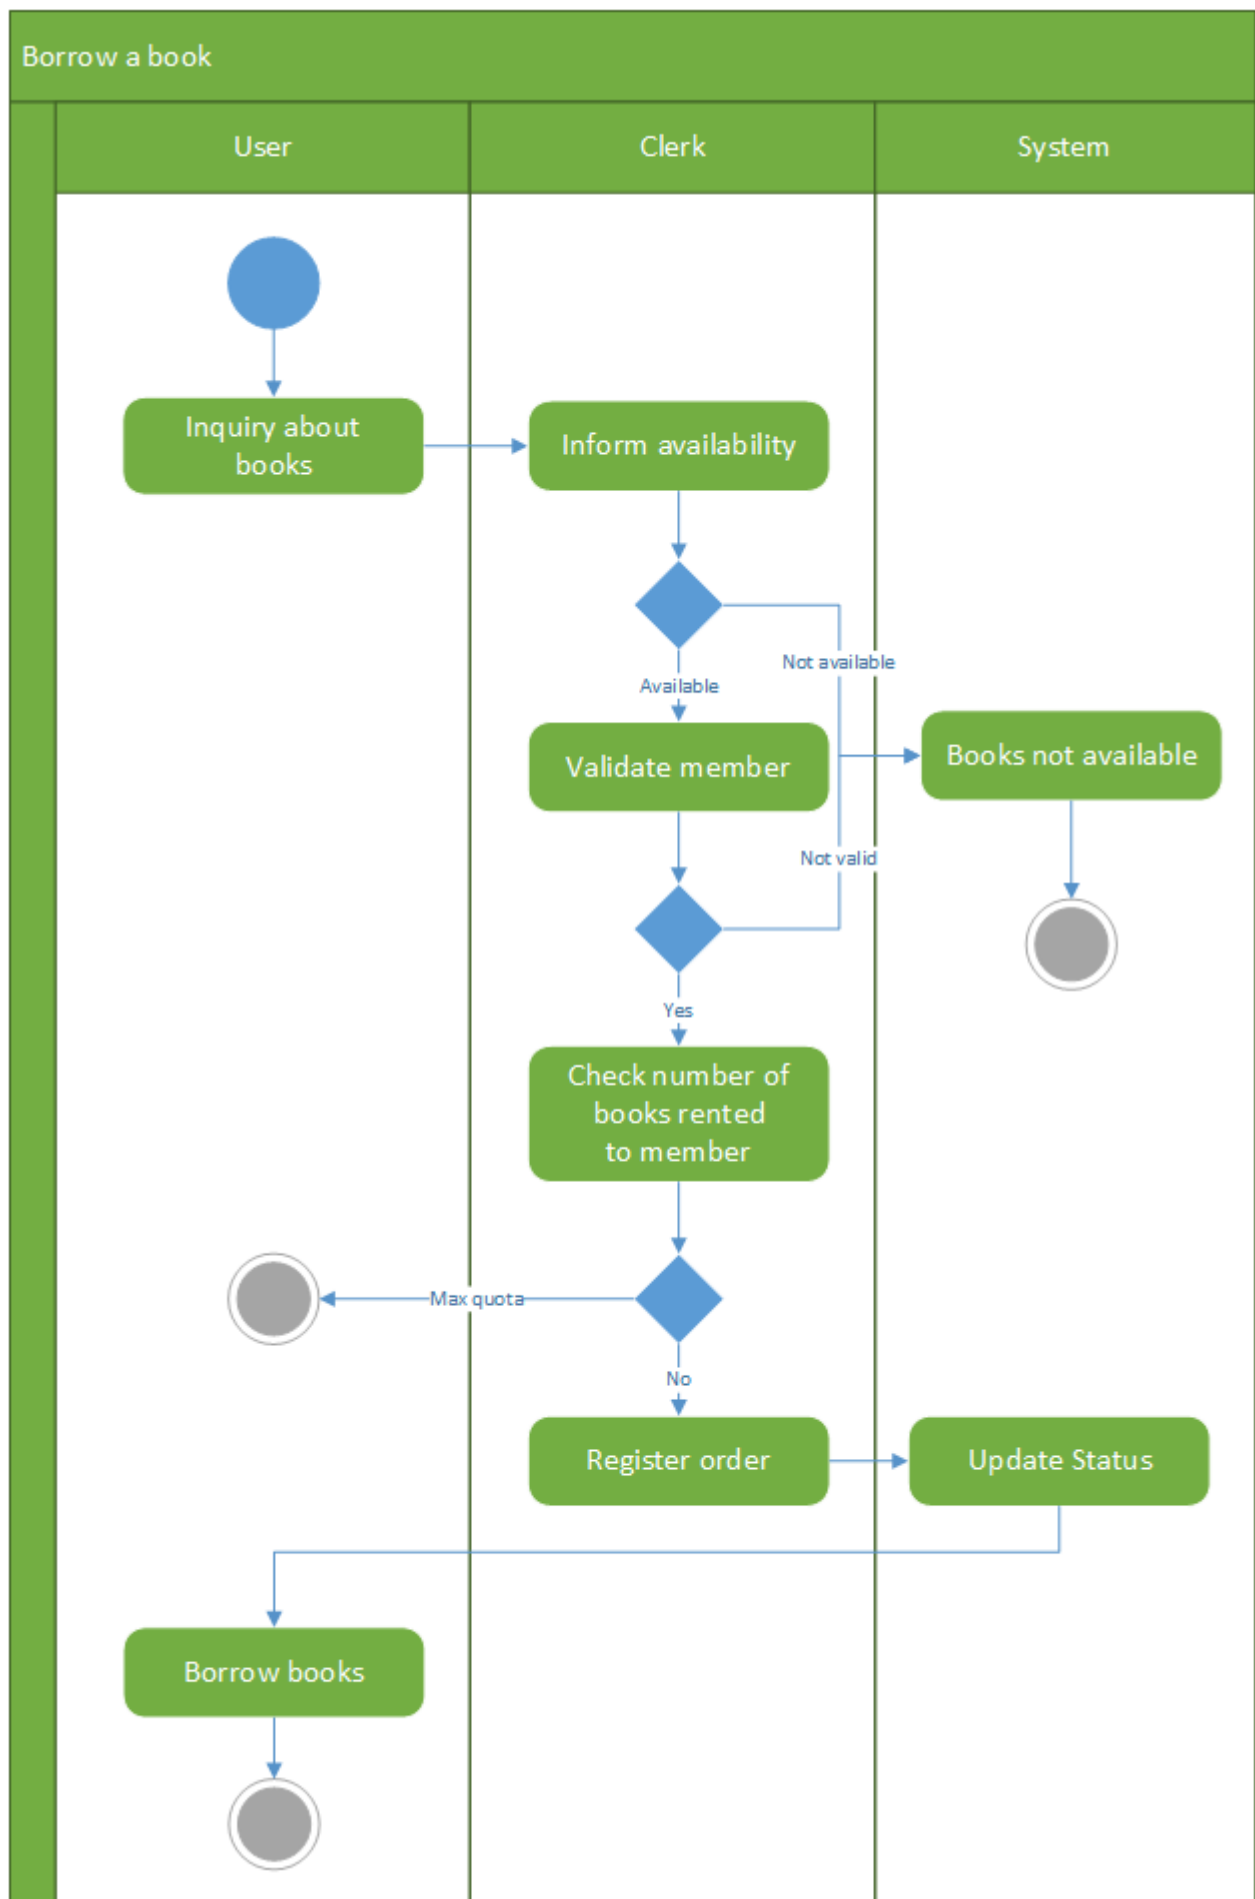 Borrow a book
User
Clerk
System
Inquiry about
books
Inform availability
Not available
Available
Validate member
Books not available
Not valid
Yes
Check number of
books rented
to member
Max quota
No
Register order
Update Status
Borrow books